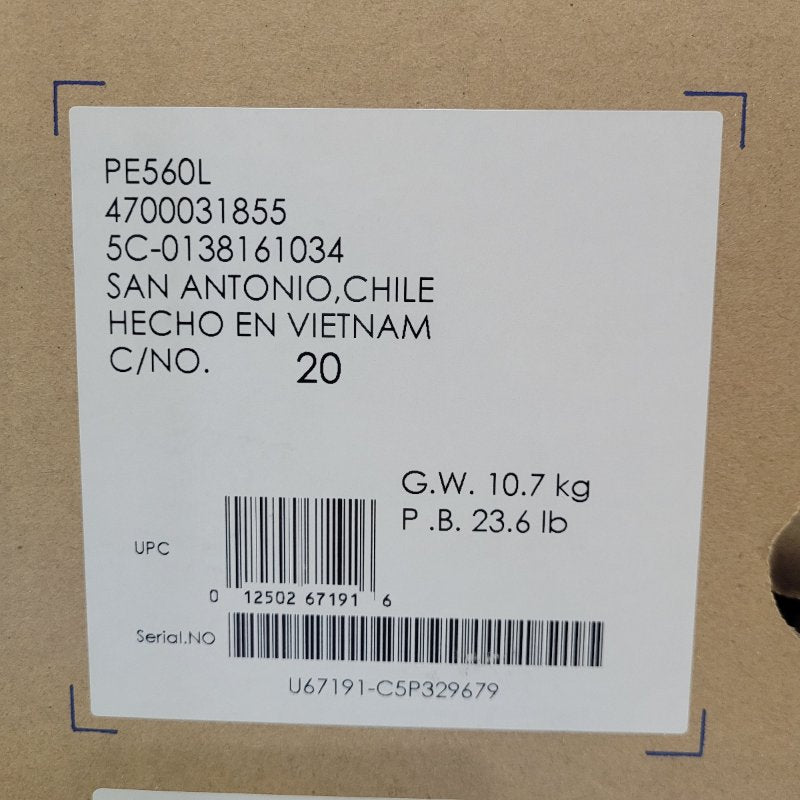 PE560L
4700031855
5C-0138161034
SAN ANTONIO,CHILE
HECHO EN VIETNAM
C/NO. 20
G.W. 10.7 kg
P .B. 23.6 lb
UPC
0 12502 67191 6
Serial.NO
U67191-C5P329679